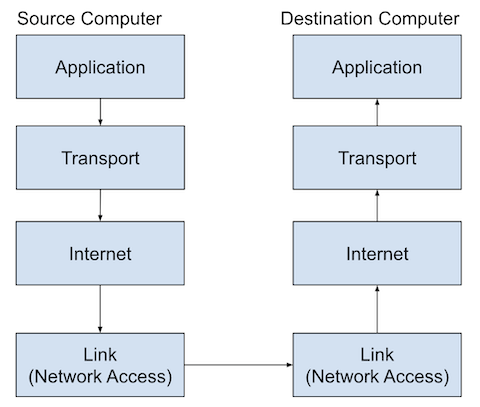 Source Computer
Destination Computer
Application
Application
Transport
Transport
Internet
Internet
Link
(Network Access)
Link
(Network Access)